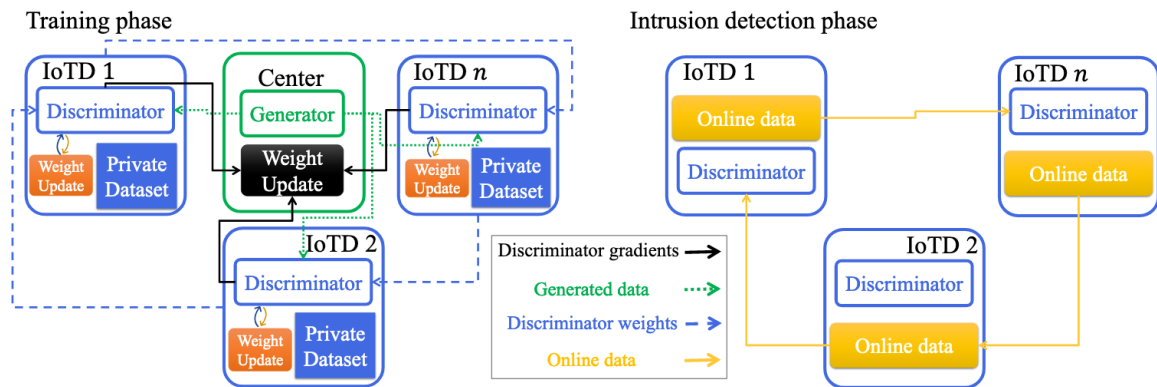 Training phase
IoTD 1
Discriminator
Weight
Update
Private
Dataset
Center
Generator
Weight
Update
IoTD n
Discriminator
Weight
Update
Private
Dataset
IoTD 2
Discriminator
Weight
Update
Private
Dataset
Discriminator gradients
Generated data
Discriminator weights
Online data
Intrusion detection phase
IoTD 1
Online data
Discriminator
IoTD n
Discriminator
Online data
IoTD 2
Discriminator
Online data